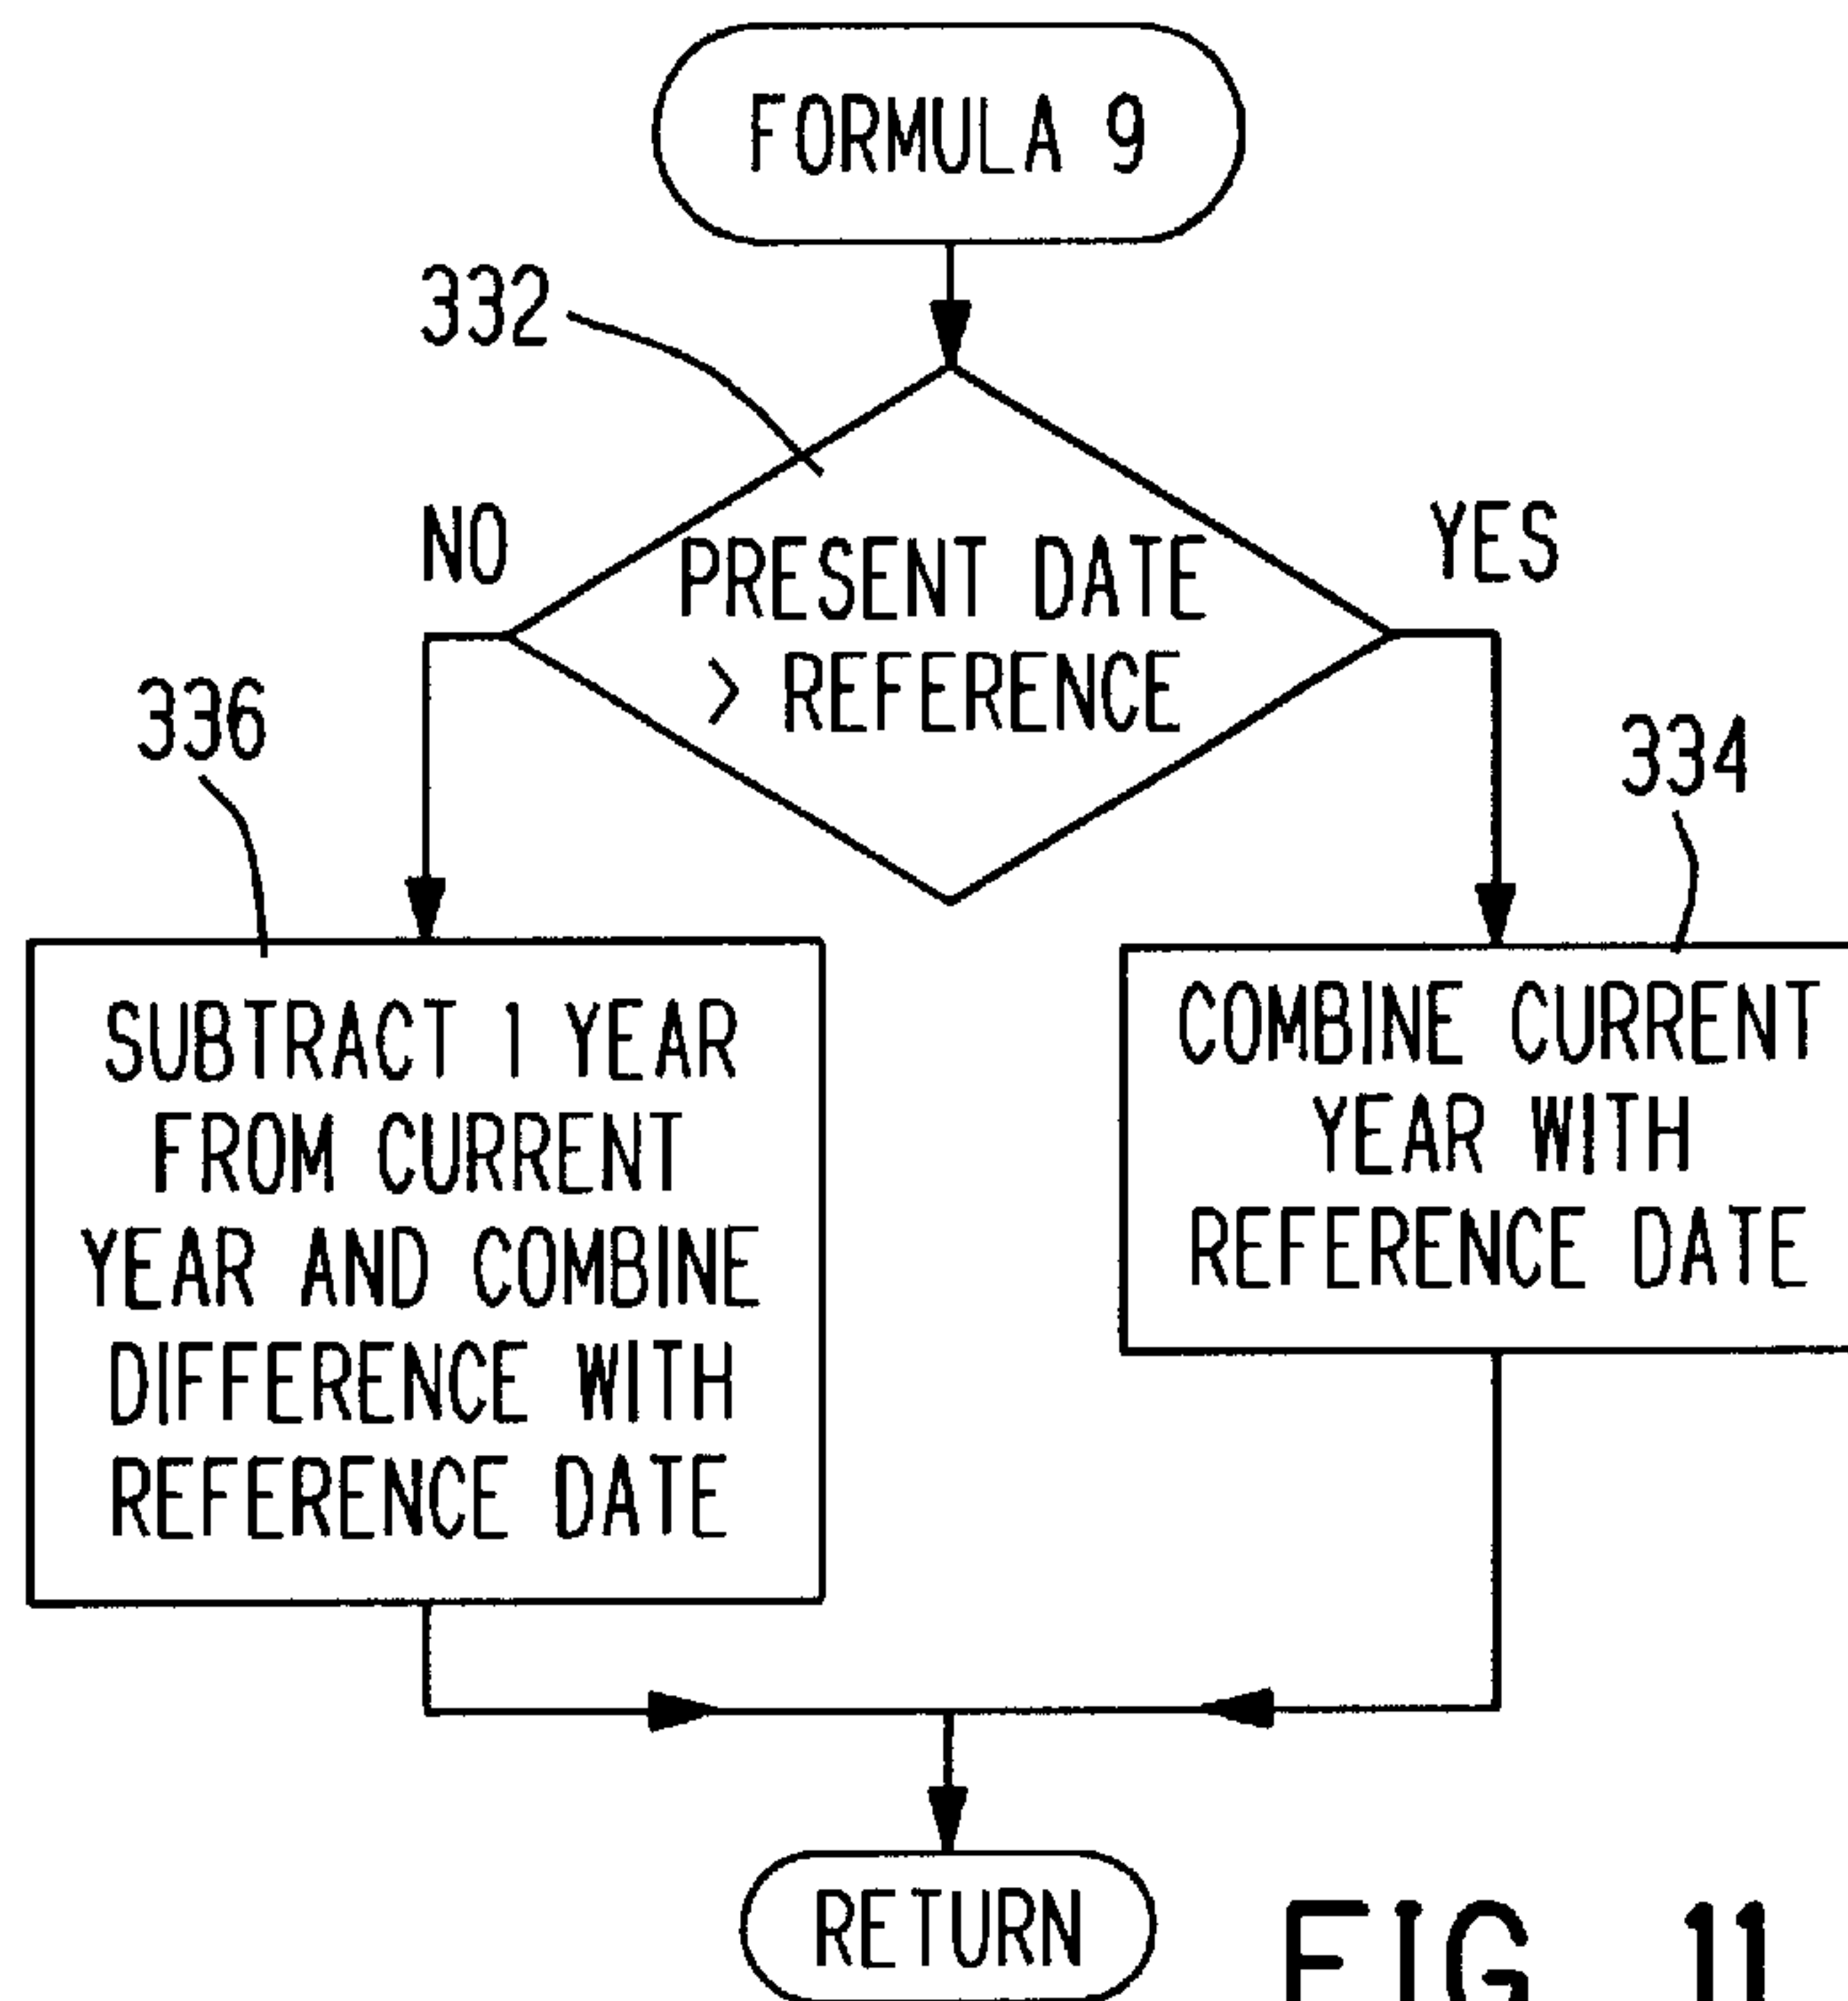 FORMULA 9
332
NO
YES
PRESENT DATE
> REFERENCE
336
334
SUBTRACT 1 YEAR
FROM CURRENT
YEAR AND COMBINE
DIFFERENCE WITH
REFERENCE DATE
COMBINE CURRENT
YEAR WITH
REFERENCE DATE
RETURN
FIG 11